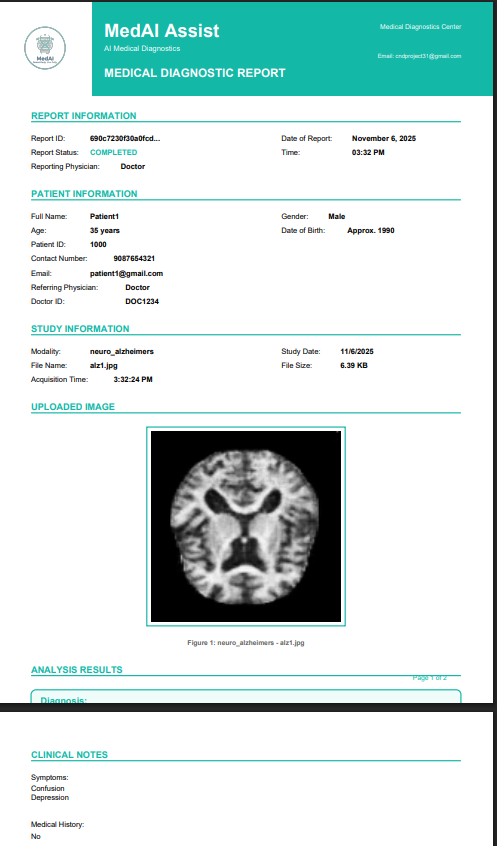 MedAI
MedAI Assist
AI Medical Diagnostics
MEDICAL DIAGNOSTIC REPORT
Medical Diagnostics Center
Email: cndproject31@gmail.com
REPORT INFORMATION
Report ID: 690c7230f30a0fcd...
Date of Report: November 6, 2025
Report Status: COMPLETED
Time: 03:32 PM
Reporting Physician: Doctor
PATIENT INFORMATION
Full Name: Patient1
Gender: Male
Age: 35 years
Date of Birth: Approx. 1990
Patient ID: 1000
Contact Number: 9087654321
Email: patient1@gmail.com
Referring Physician: Doctor
Doctor ID: DOC1234
STUDY INFORMATION
Modality: neuro_alzheimers
Study Date: 11/6/2025
File Name: alz1.jpg
File Size: 6.39 KB
Acquisition Time: 3:32:24 PM
UPLOADED IMAGE
Figure 1: neuro_alzheimers - alz1.jpg
ANALYSIS RESULTS
Page 1 of 2
Diagnosis:
CLINICAL NOTES
Symptoms:
Confusion
Depression
Medical History:
No